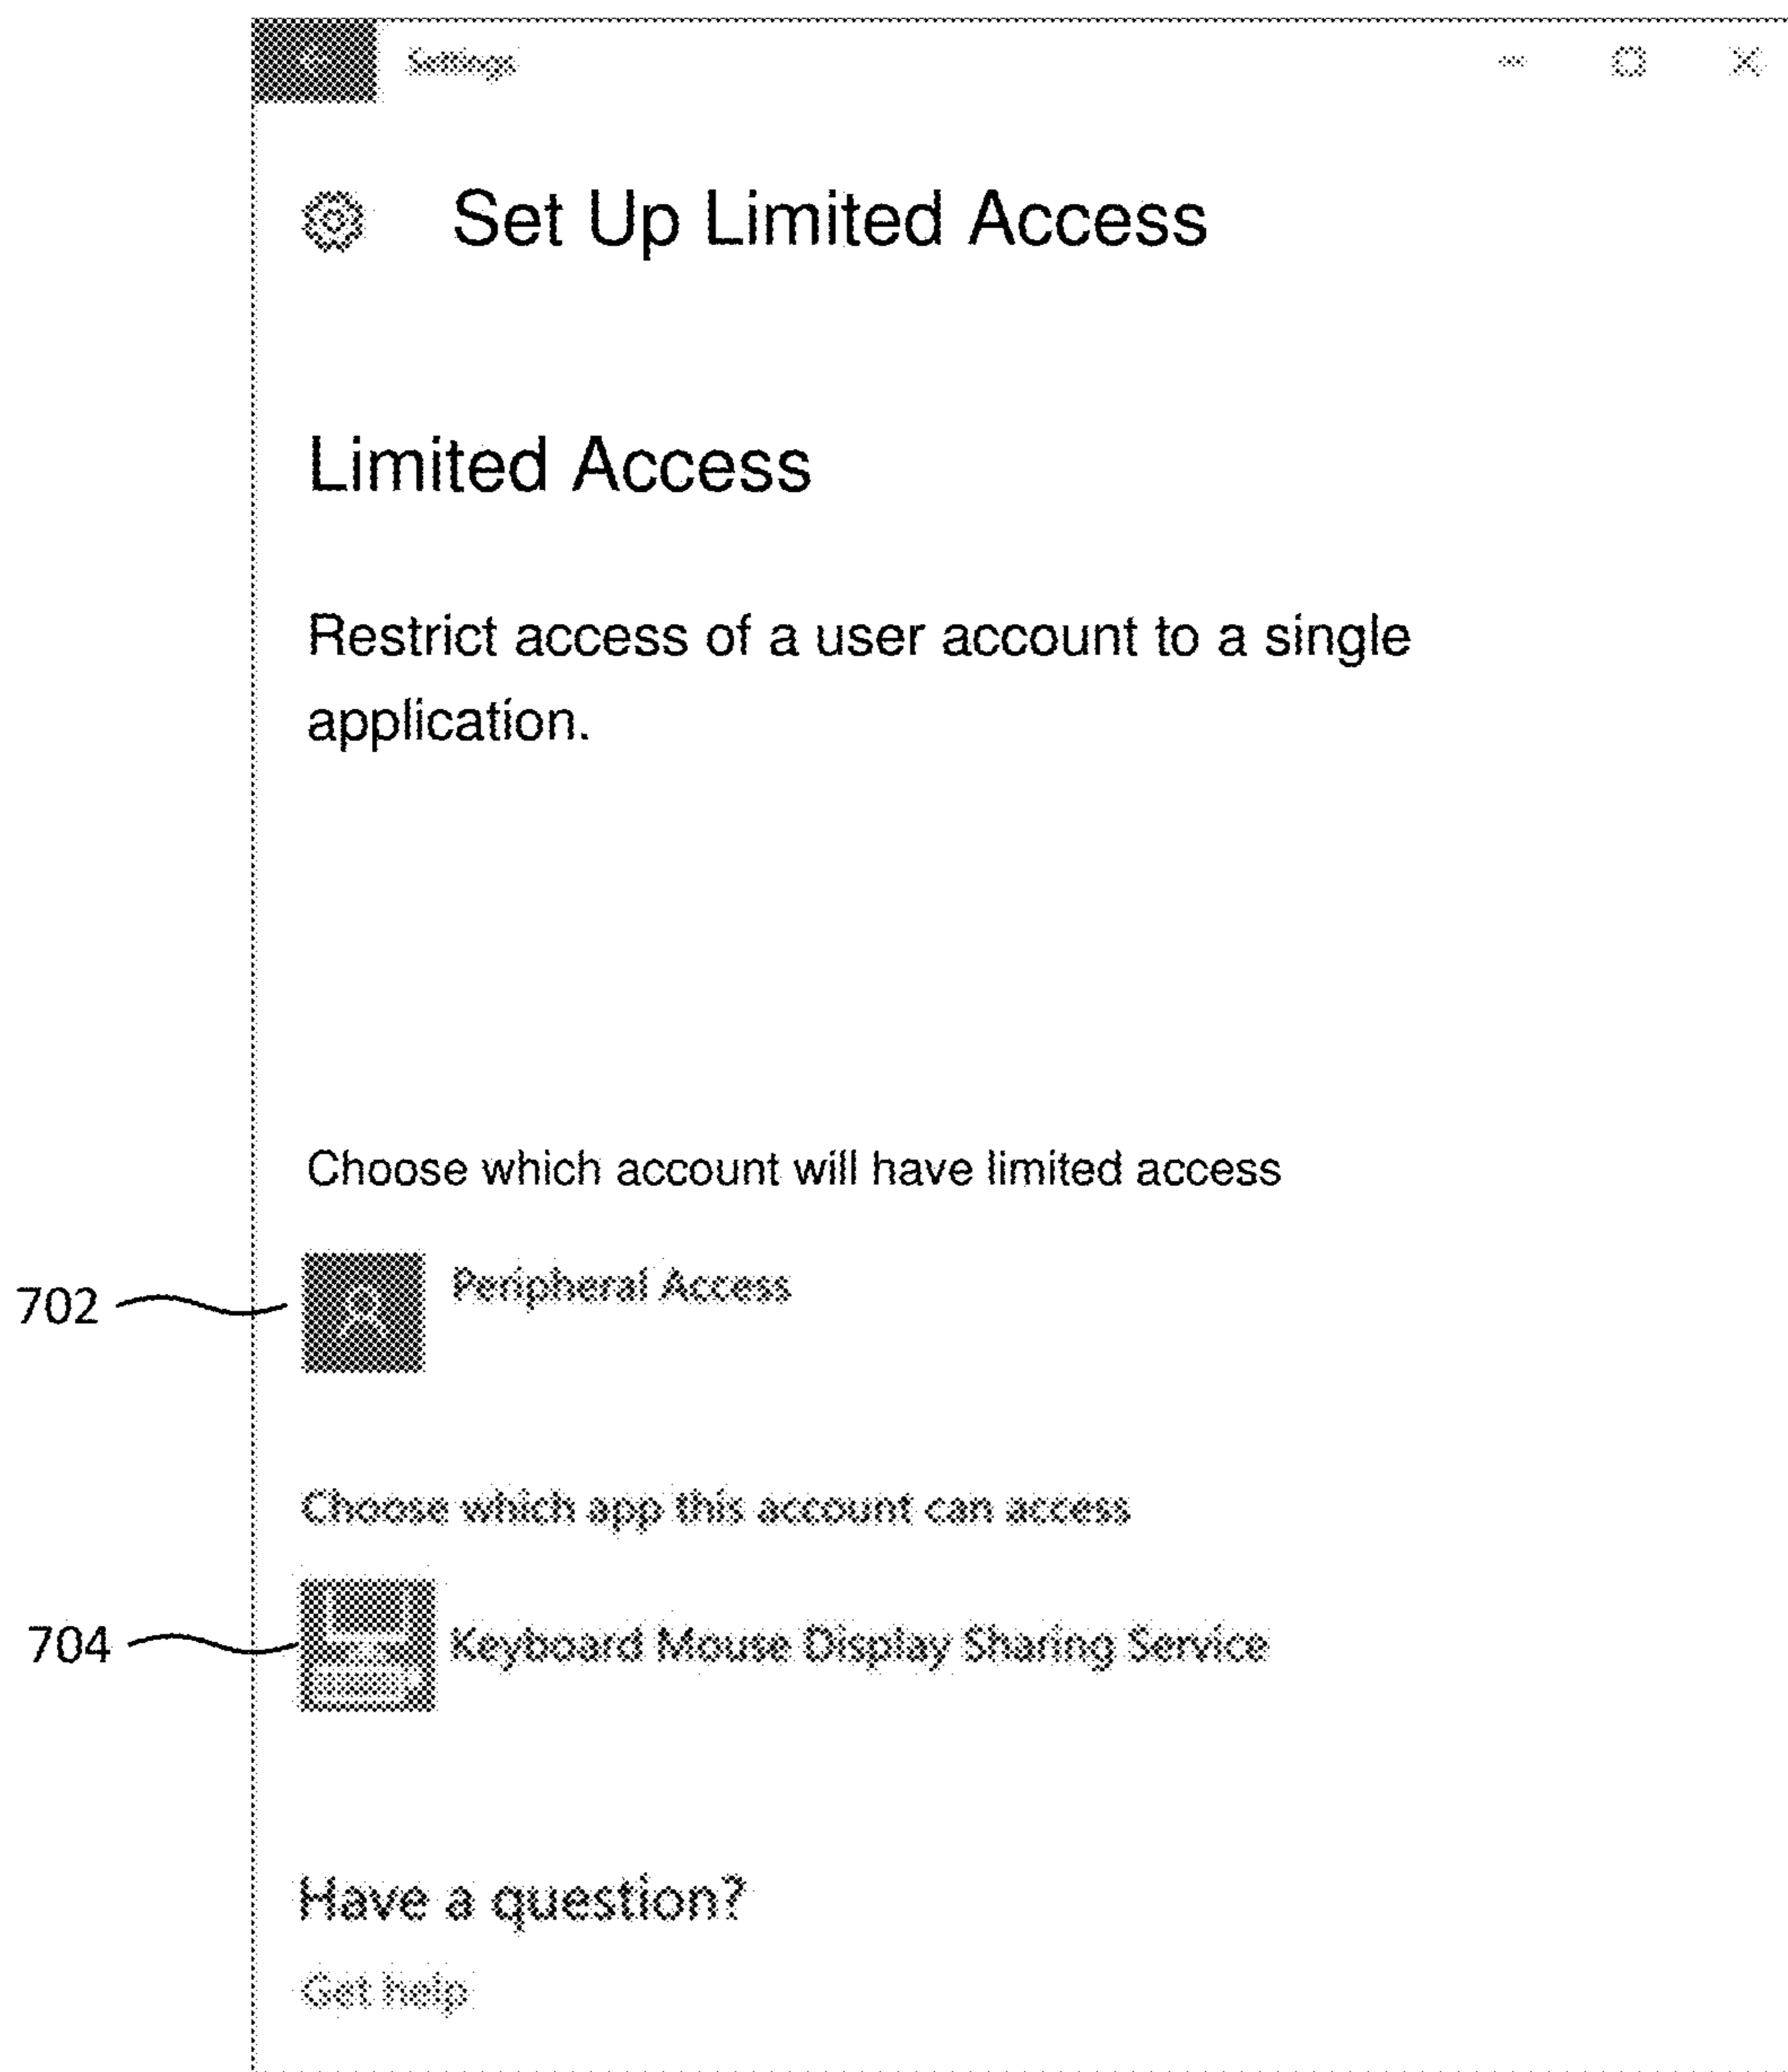 Settings
Set Up Limited Access
Limited Access
Restrict access of a user account to a single
application.
Choose which account will have limited access
702
Peripheral Access
Choose which app this account can access
704
Keyboard Mouse Display Sharing Service
Have a question?
Get help